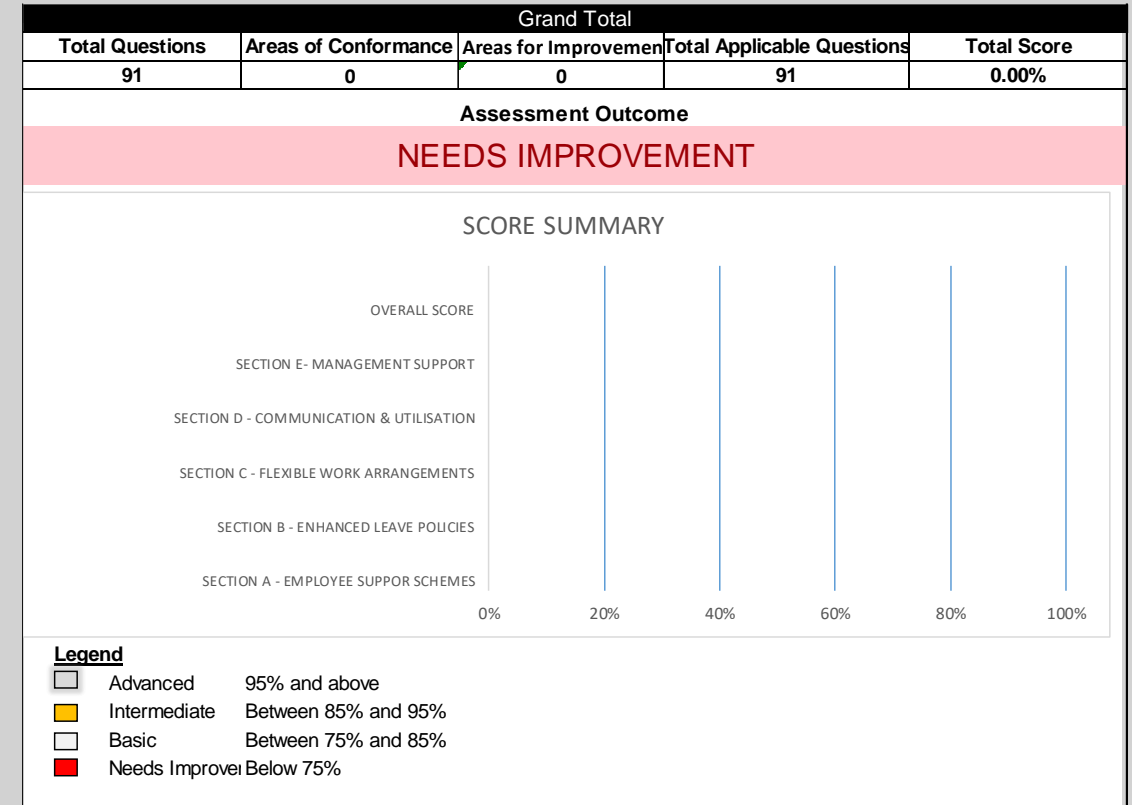 Grand Total
Total Questions Areas of Conformance Areas for Improvemen Total Applicable Questions Total Score
91 0 0 91 0.00%
Assessment Outcome
NEEDS IMPROVEMENT
SCORE SUMMARY
OVERALL SCORE
SECTION E- MANAGEMENT SUPPORT
SECTION D - COMMUNICATION & UTILISATION
SECTION C - FLEXIBLE WORK ARRANGEMENTS
SECTION B - ENHANCED LEAVE POLICIES
SECTION A - EMPLOYEE SUPPOR SCHEMES
0% 20% 40% 60% 80% 100%
Legend
Advanced 95% and above
Intermediate Between 85% and 95%
Basic Between 75% and 85%
Needs Improver Below 75%